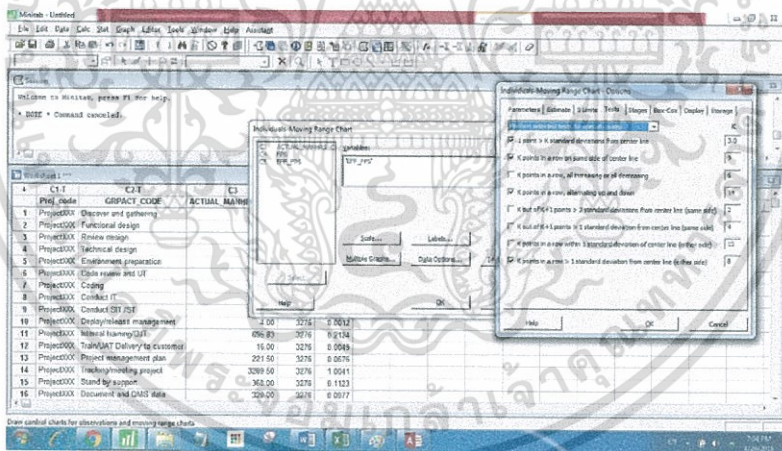 Minitab - Untitled
File Edit Data Calc Stat Graph Editor Tools Window Help Assistant
Welcome to Minitab, press F1 for help.
* NOTE * Command canceled.
Individuals-Moving Range Chart
Variables:
'EFF_FPS'
Scale...
Labels...
Multiple Graphs...
Data Options...
Select
Help
OK
Individuals-Moving Range Chart - Options
Parameters Estimate S Limits Tests Stages Box-Cox Display Storage
K
1 point > K standard deviations from center line 3.0
K points in a row on same side of center line 9
K points in a row, all increasing or all decreasing 6
K points in a row, alternating up and down 14
K out of K+1 points > 2 standard deviations from center line (same side) 2
K out of K+1 points > 1 standard deviation from center line (same side) 4
K points in a row within 1 standard deviation of center line (either side)
K points in a row > 1 standard deviation from center line (either side) 8
Help
OK
Cancel
C1-T C2-T C3
Proj_code GRPACT_CODE
1 ProjectXXX Discover and gathering
2 ProjectXXX Functional design
3 ProjectXXX Review design
4 ProjectXXX Technical design
5 ProjectXXX Environment preparation
6 ProjectXXX Code review and UT
7 ProjectXXX Coding
8 ProjectXXX Conduct IT
9 ProjectXXX Conduct SIT /ST
10 ProjectXXX Deploy/release management 4.00 3276 0.0012
11 ProjectXXX Internal training/OJT 3276
12 ProjectXXX Train/UAT Delivery to customer 16.00 3276 0.0049
13 ProjectXXX Project management plan 221.50 3276 0.0676
14 ProjectXXX Tracking/meeting project 3276 1.0041
15 ProjectXXX Stand by support 368.00 3276 0.1123
16 ProjectXXX Document and QMS data 320.00 3276 0.0977
Draw control charts for observations and moving range charts